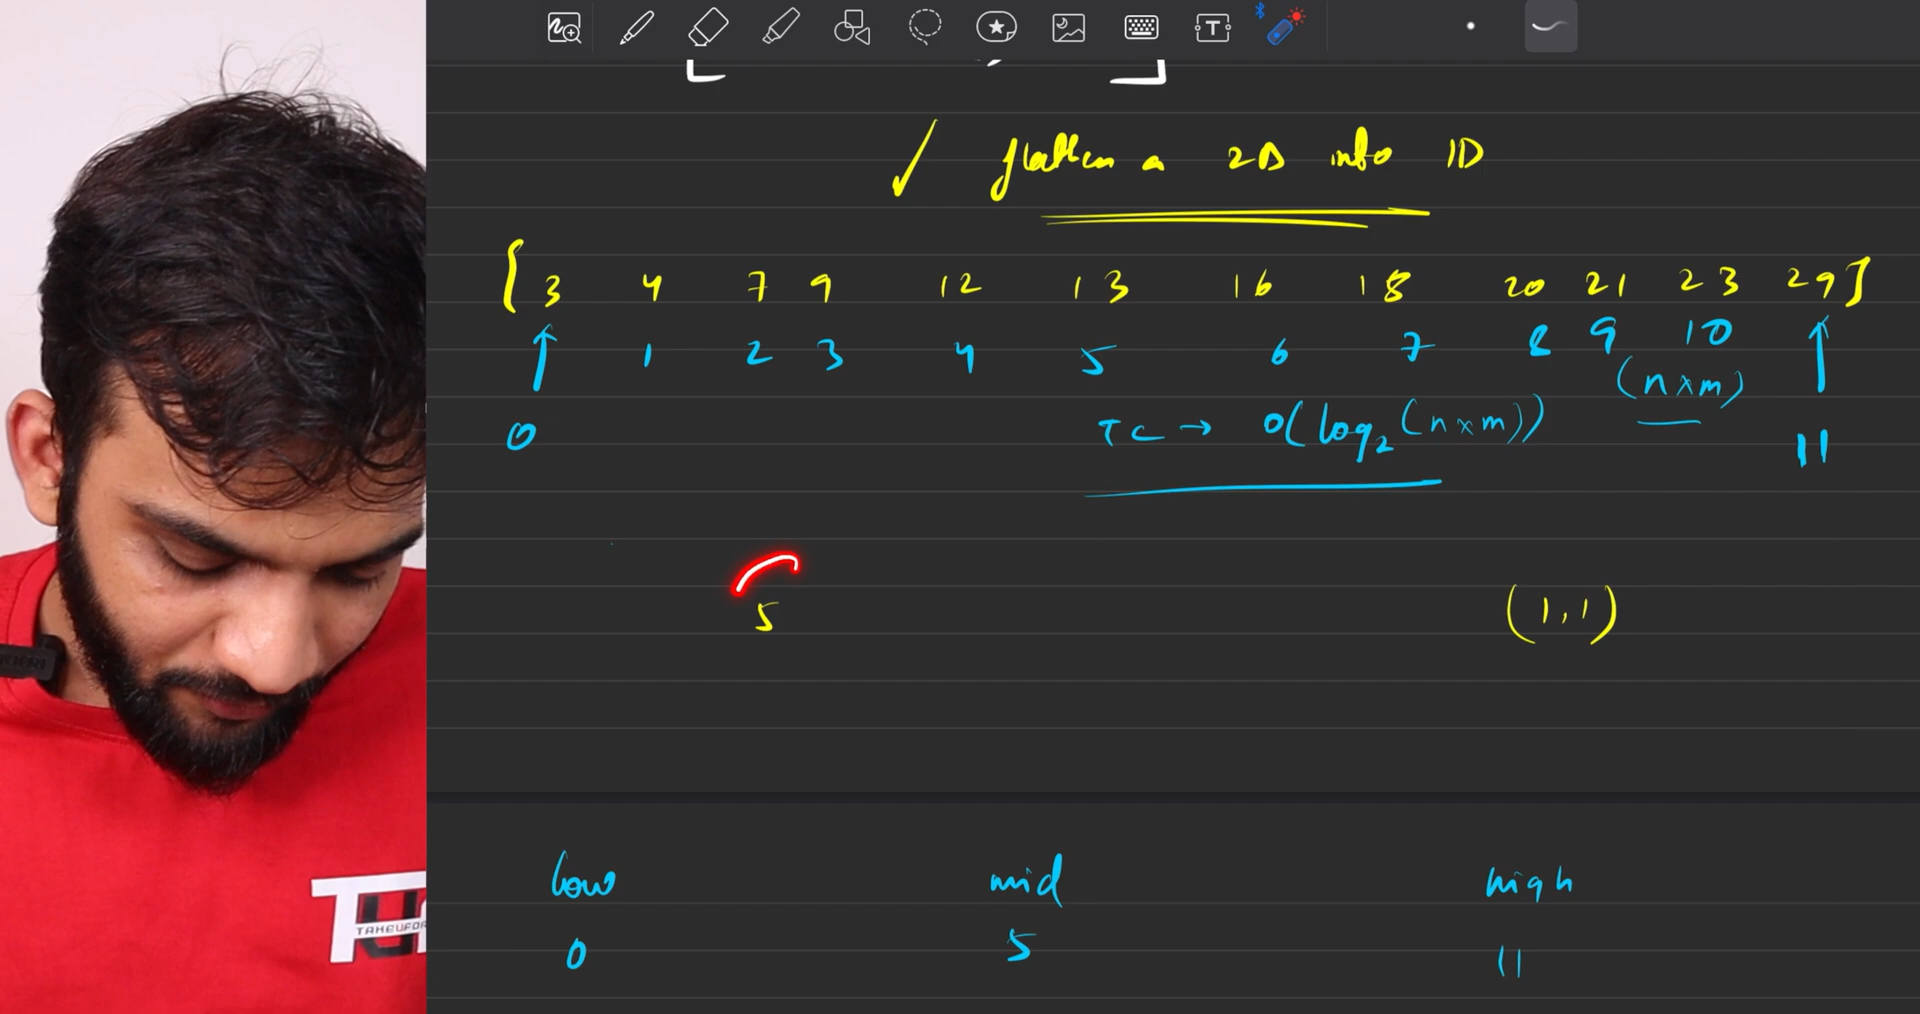 flatten a 2D into 1D
[ 3 4 7 9 12 13 16 18 20 21 23 29 ]
0 1 2 3 4 5 6 7 8 9 10 11
(n x m)
TC → O(log2(n x m))
5 (1,1)
low mid high
0 5 11
TAKEUFOR
T